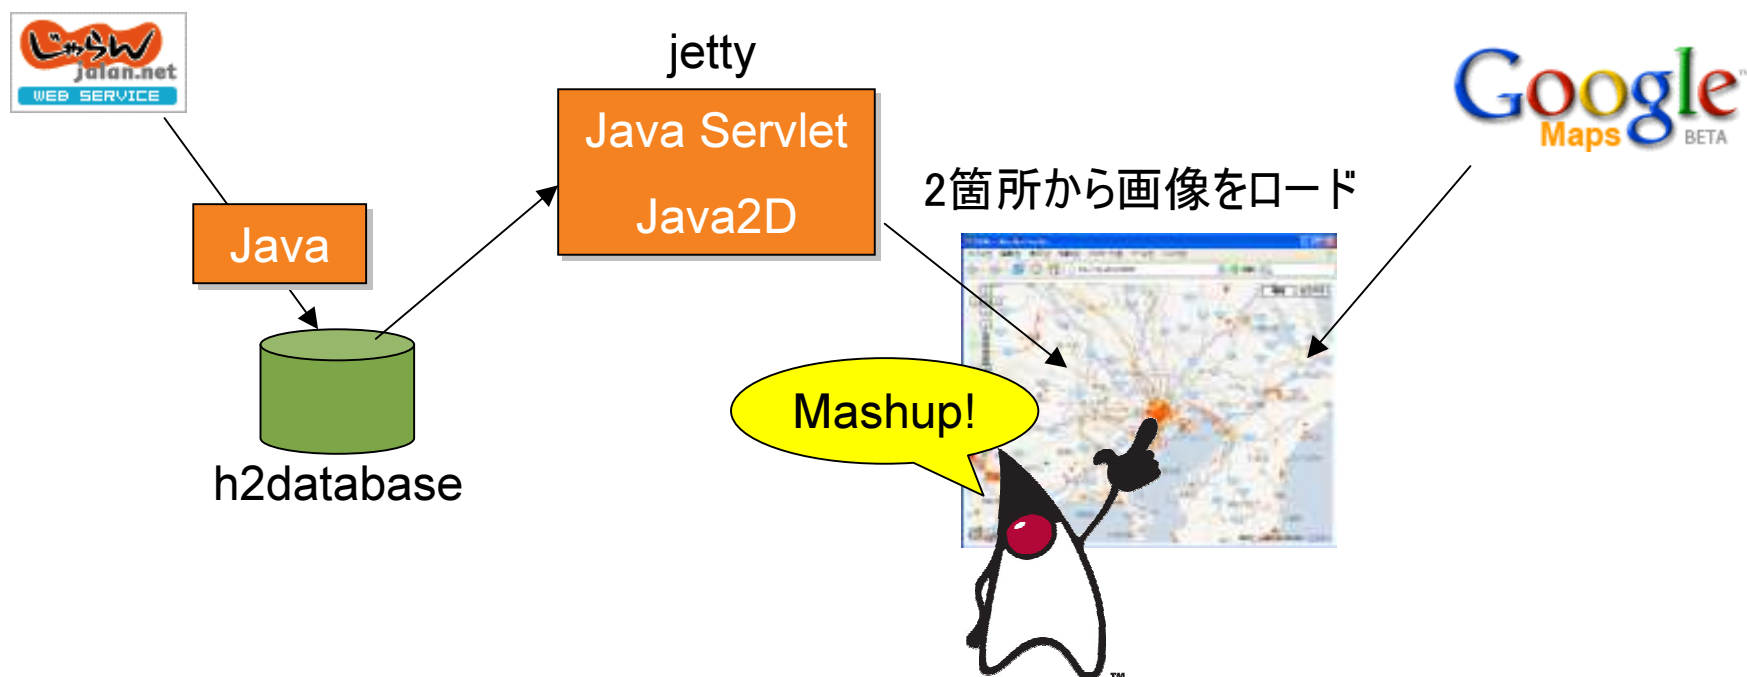 じゃらん
jalan.net
WEB SERVICE
jetty
Java Servlet
Java2D
Java
h2database
2箇所から画像をロード
Google
Maps
BETA
Mashup!
TM